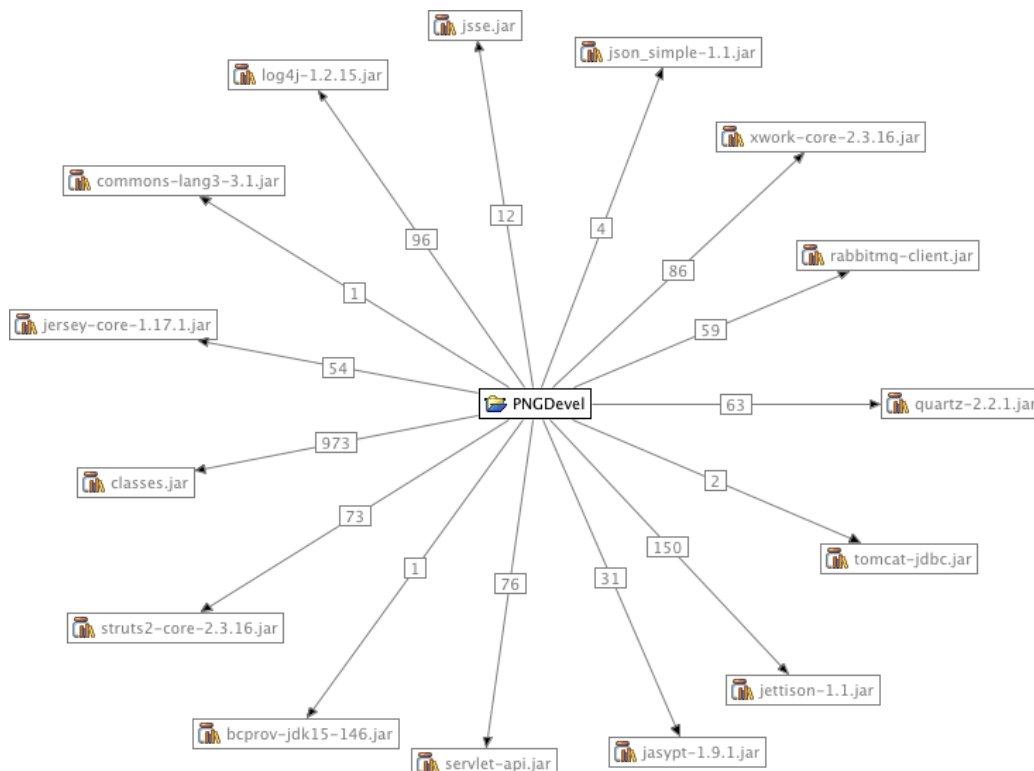 jsse.jar
json_simple-1.1.jar
log4j-1.2.15.jar
xwork-core-2.3.16.jar
commons-lang3-3.1.jar
12
4
96
rabbitmq-client.jar
86
1
jersey-core-1.17.1.jar
59
54
PNGDevel
63
quartz-2.2.1.jar
973
classes.jar
2
73
150
tomcat-jdbc.jar
1
76
31
struts2-core-2.3.16.jar
jettison-1.1.jar
bcprov-jdk15-146.jar
jasypt-1.9.1.jar
servlet-api.jar